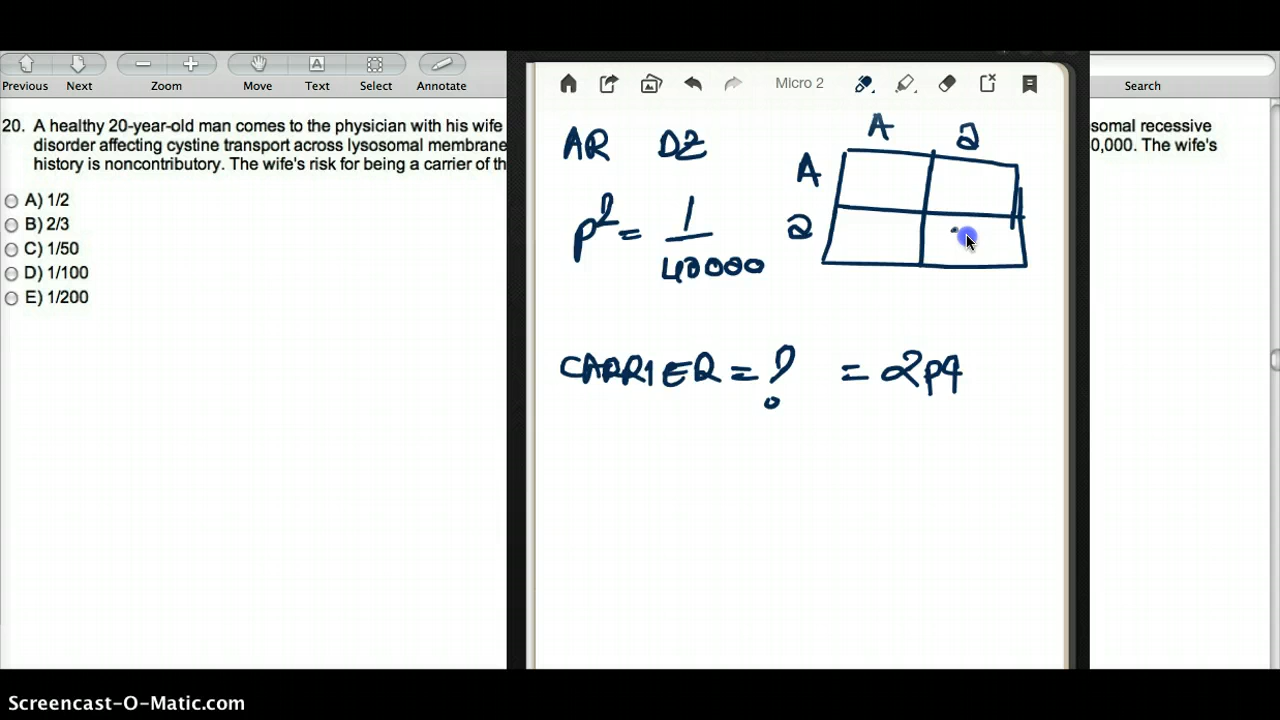 Previous Next Zoom Move Text Select Annotate
Micro 2
Search
20. A healthy 20-year-old man comes to the physician with his wife
somal recessive
disorder affecting cystine transport across lysosomal membrane
0,000. The wife's
history is noncontributory. The wife's risk for being a carrier of th
A) 1/2
B) 2/3
C) 1/50
D) 1/100
E) 1/200
AR DZ
p² = 1/40000
A a
A
a
CARRIER = ? = 2pq
Screencast-O-Matic.com